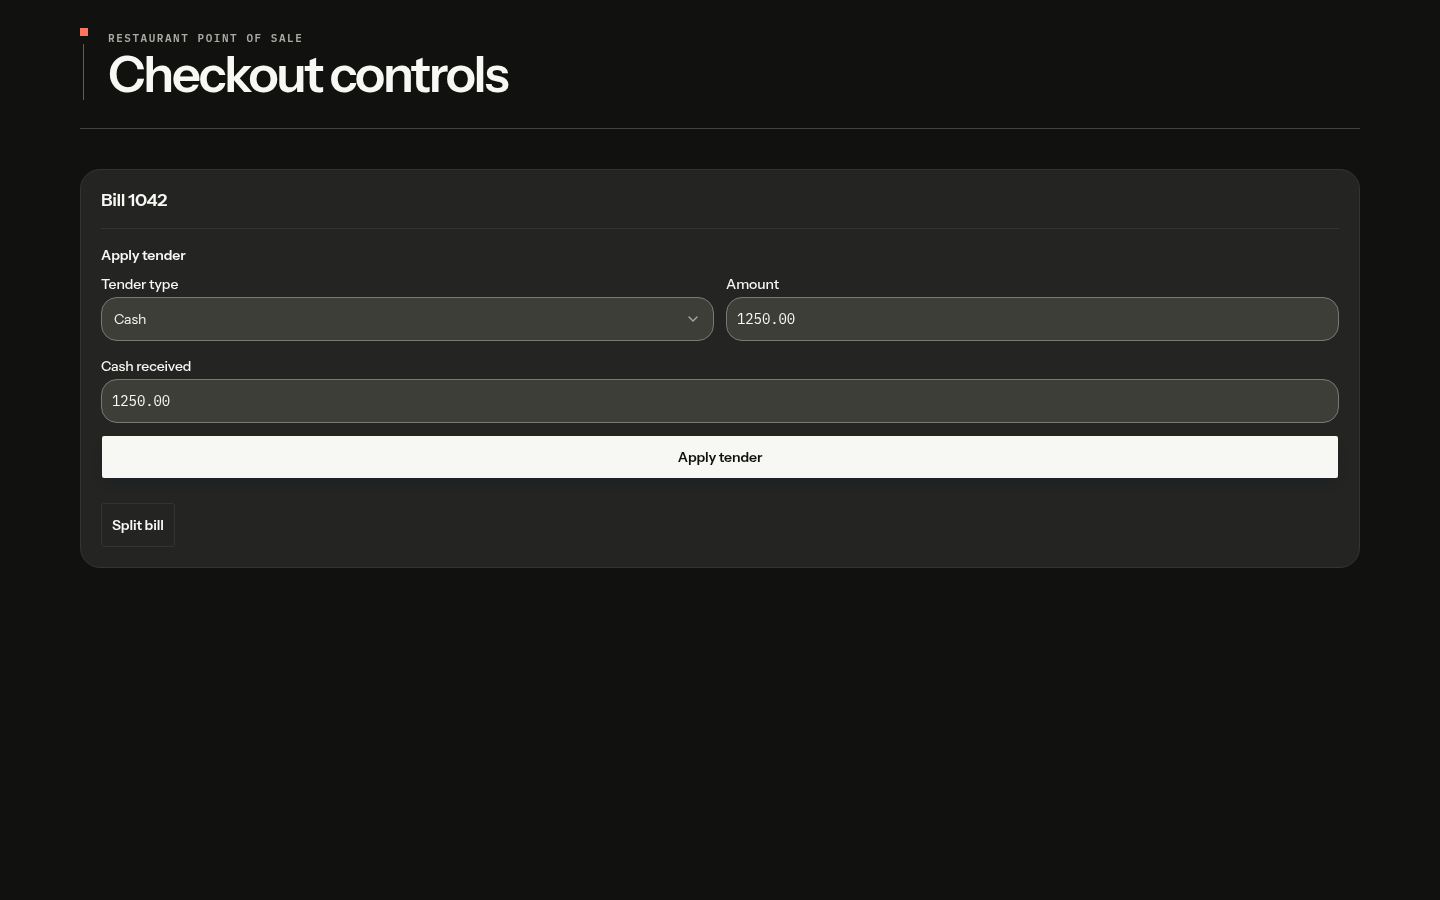 RESTAURANT POINT OF SALE
Checkout controls
Bill 1042
Apply tender
Tender type
Amount
Cash
1250.00
Cash received
1250.00
Apply tender
Split bill